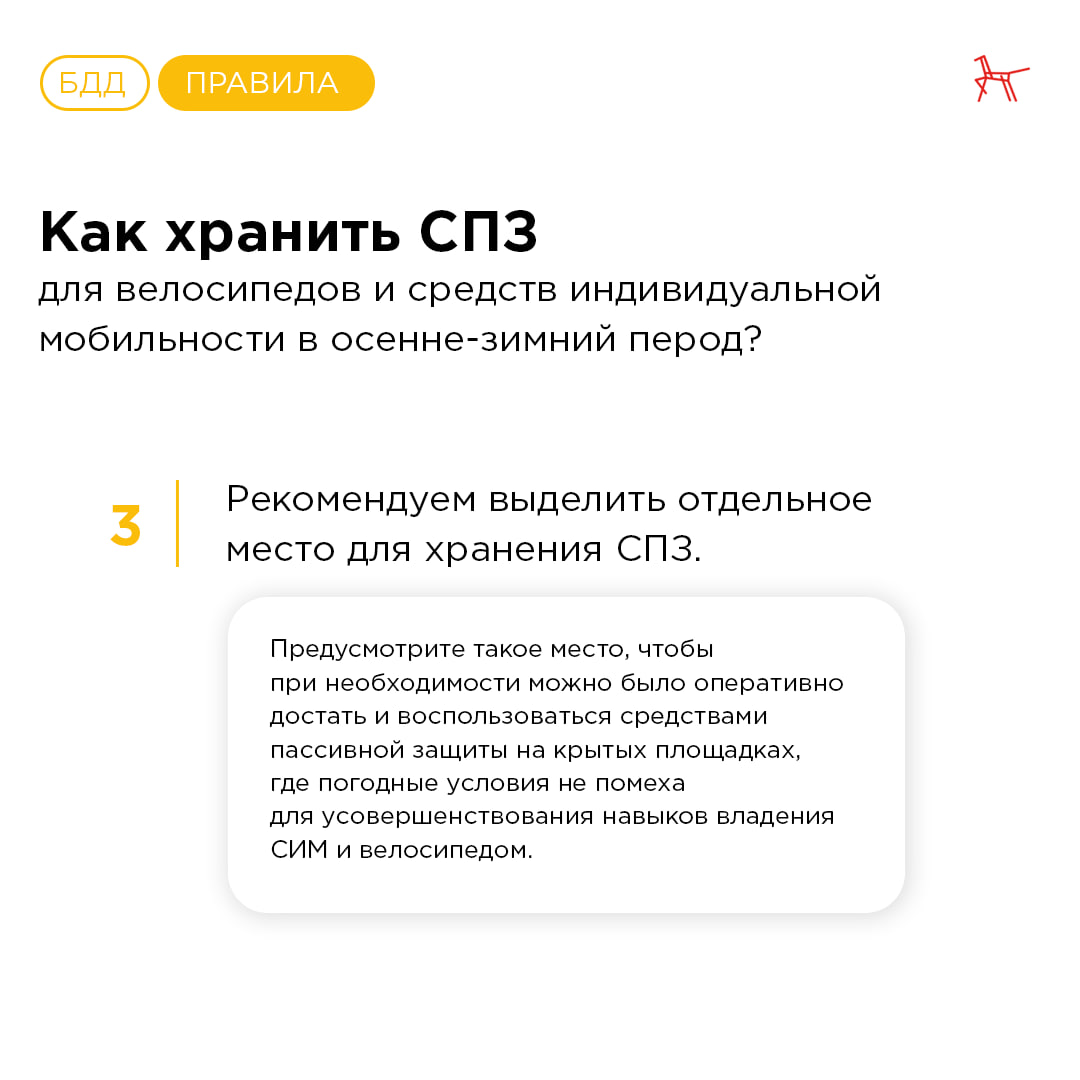 БДД
ПРАВИЛА
Как хранить СПЗ
для велосипедов и средств индивидуальной
мобильности в осенне-зимний перод?
3
Рекомендуем выделить отдельное
место для хранения СПЗ.
Предусмотрите такое место, чтобы
при необходимости можно было оперативно
достать и воспользоваться средствами
пассивной защиты на крытых площадках,
где погодные условия не помеха
для усовершенствования навыков владения
СИМ и велосипедом.